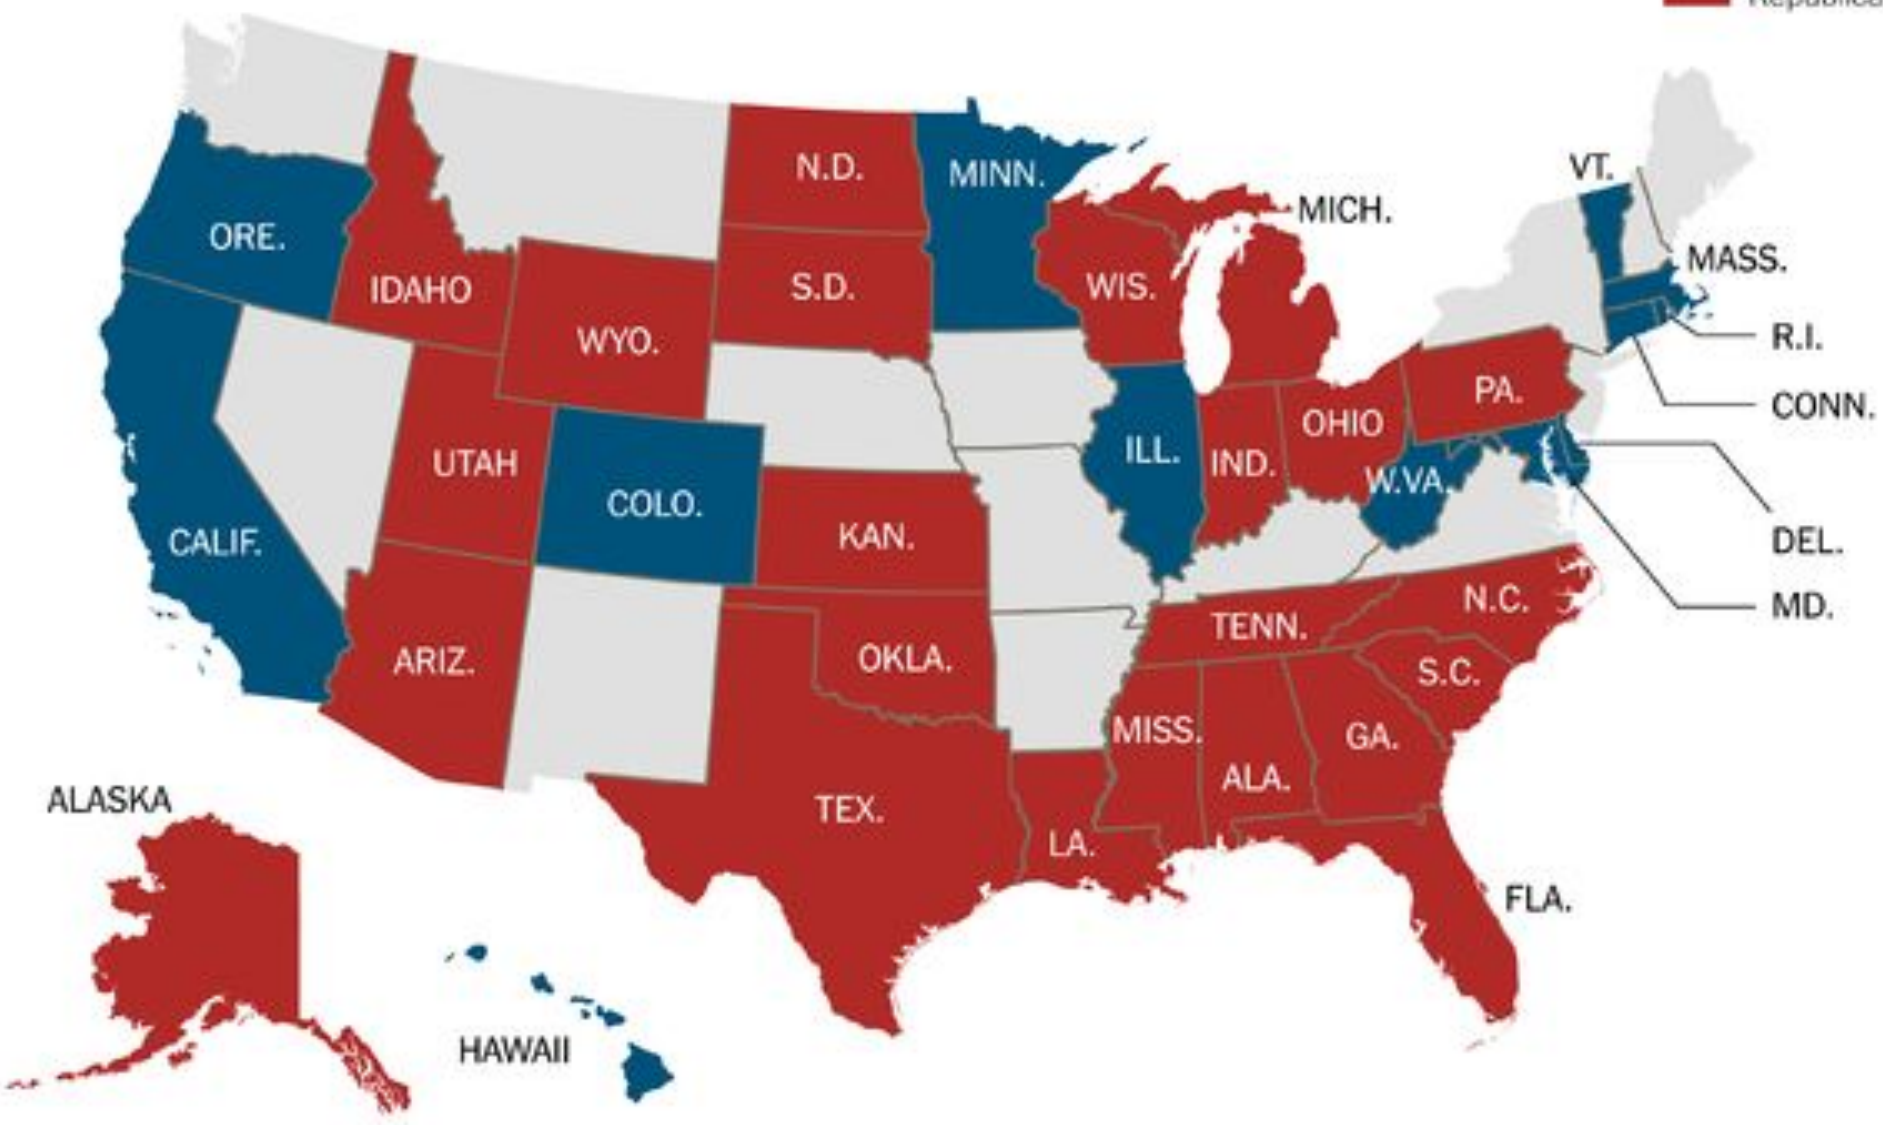 N.D.
MINN.
VT.
MICH.
ORE.
MASS.
IDAHO
S.D.
WIS.
WYO.
R.I.
PA.
CONN.
OHIO
UTAH
ILL.
IND.
W.VA.
COLO.
KAN.
CALIF.
DEL.
N.C.
MD.
TENN.
ARIZ.
OKLA.
S.C.
MISS.
GA.
ALA.
ALASKA
TEX.
LA.
FLA.
HAWAII